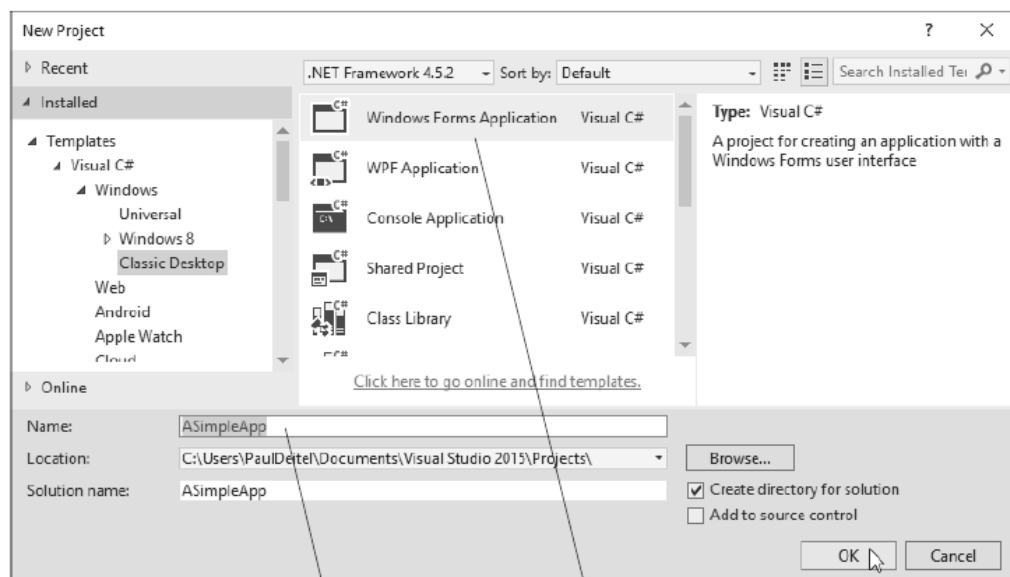 New Project ? ×
Recent
Installed
.NET Framework 4.5.2 Sort by: Default Search Installed Te
Templates
Visual C#
Windows
Universal
Windows 8
Classic Desktop
Web
Android
Apple Watch
Cloud
Online
Windows Forms Application Visual C#
WPF Application Visual C#
Console Application Visual C#
Shared Project Visual C#
Class Library Visual C#
Click here to go online and find templates.
Type: Visual C#
A project for creating an application with a
Windows Forms user interface
Name: ASimpleApp
Location: C:\Users\PaulDeitel\Documents\Visual Studio 2015\Projects\ Browse...
Solution name: ASimpleApp
Create directory for solution
Add to source control
OK Cancel